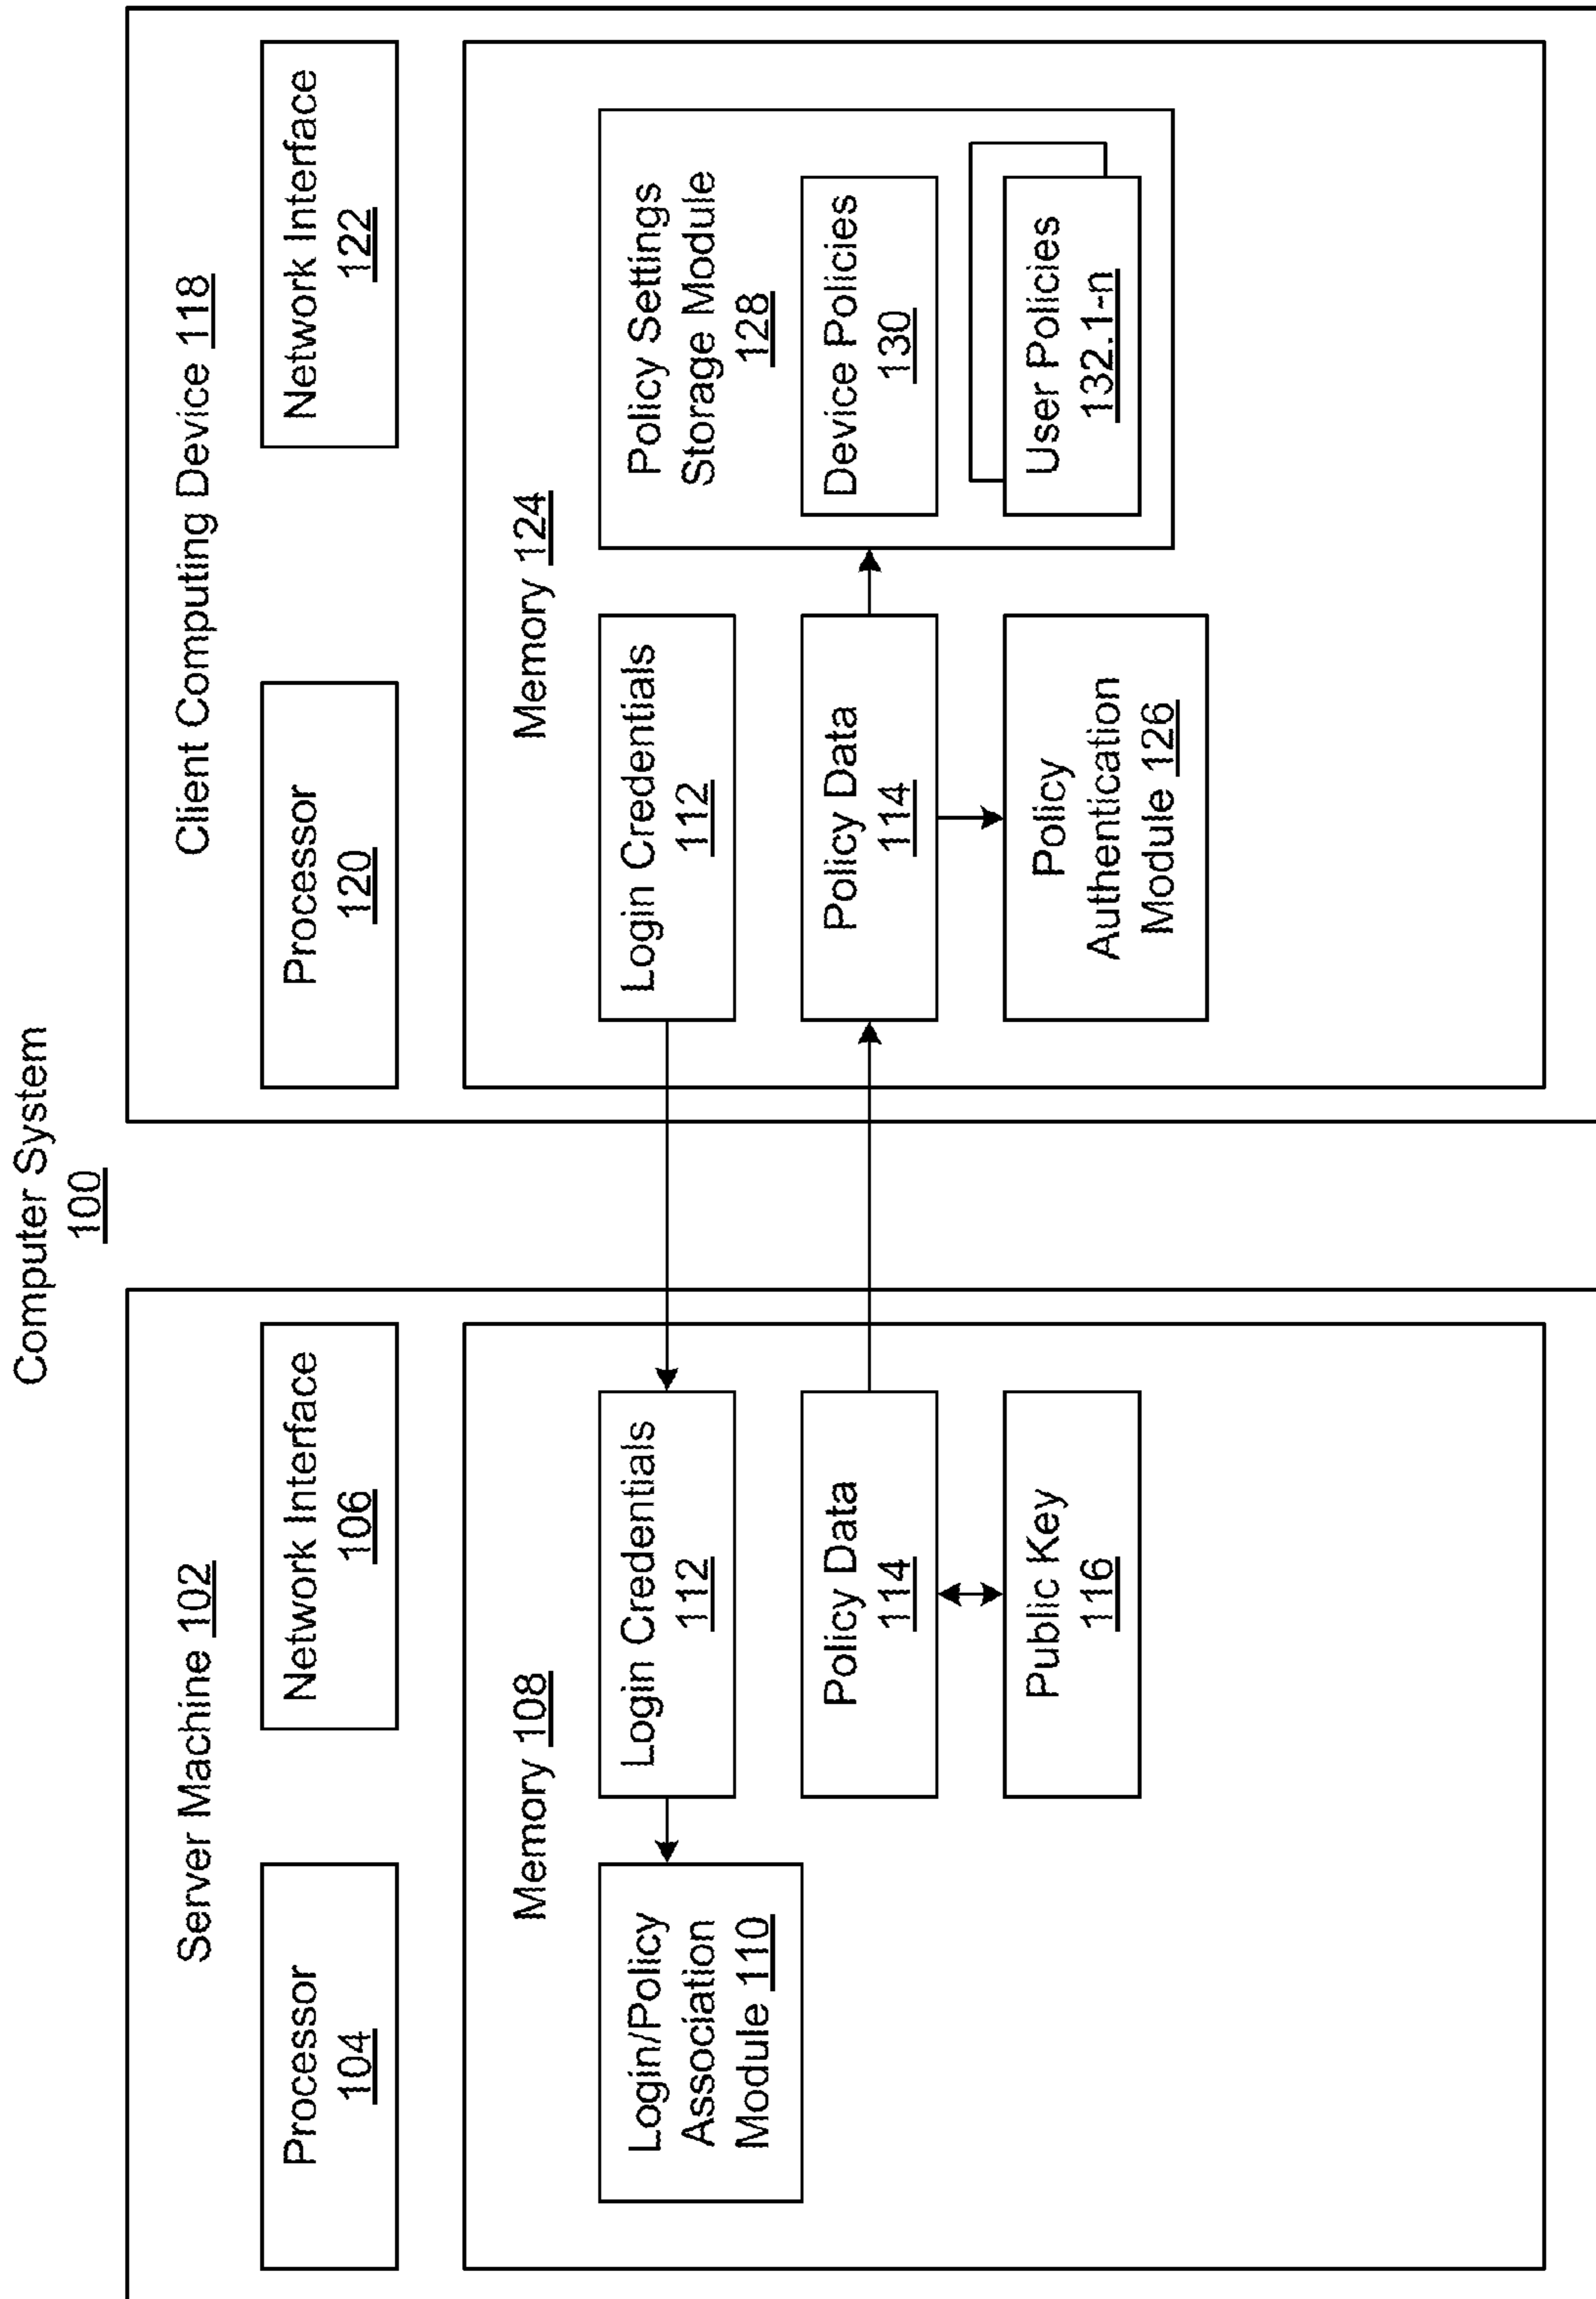 Computer System
100
Server Machine 102
Processor
104
Network Interface
106
Memory 108
Login/Policy
Association
Module 110
Login Credentials
112
Policy Data
114
Public Key
116
Client Computing Device 118
Processor
120
Network Interface
122
Memory 124
Login Credentials
112
Policy Data
114
Policy
Authentication
Module 126
Policy Settings
Storage Module
128
Device Policies
130
User Policies
132.1-n